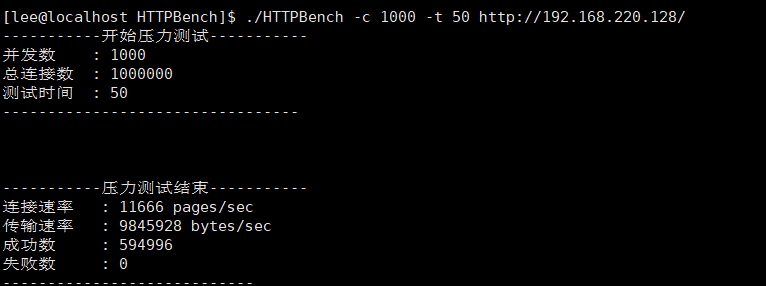 [lee@localhost HTTPBench]$ ./HTTPBench -c 1000 -t 50 http://192.168.220.128/
-----------开始压力测试-----------
并发数    : 1000
总连接数  : 1000000
测试时间  : 50
---------------------------------
-----------压力测试结束-----------
连接速率   : 11666 pages/sec
传输速率   : 9845928 bytes/sec
成功数     : 594996
失败数     : 0
----------------------------